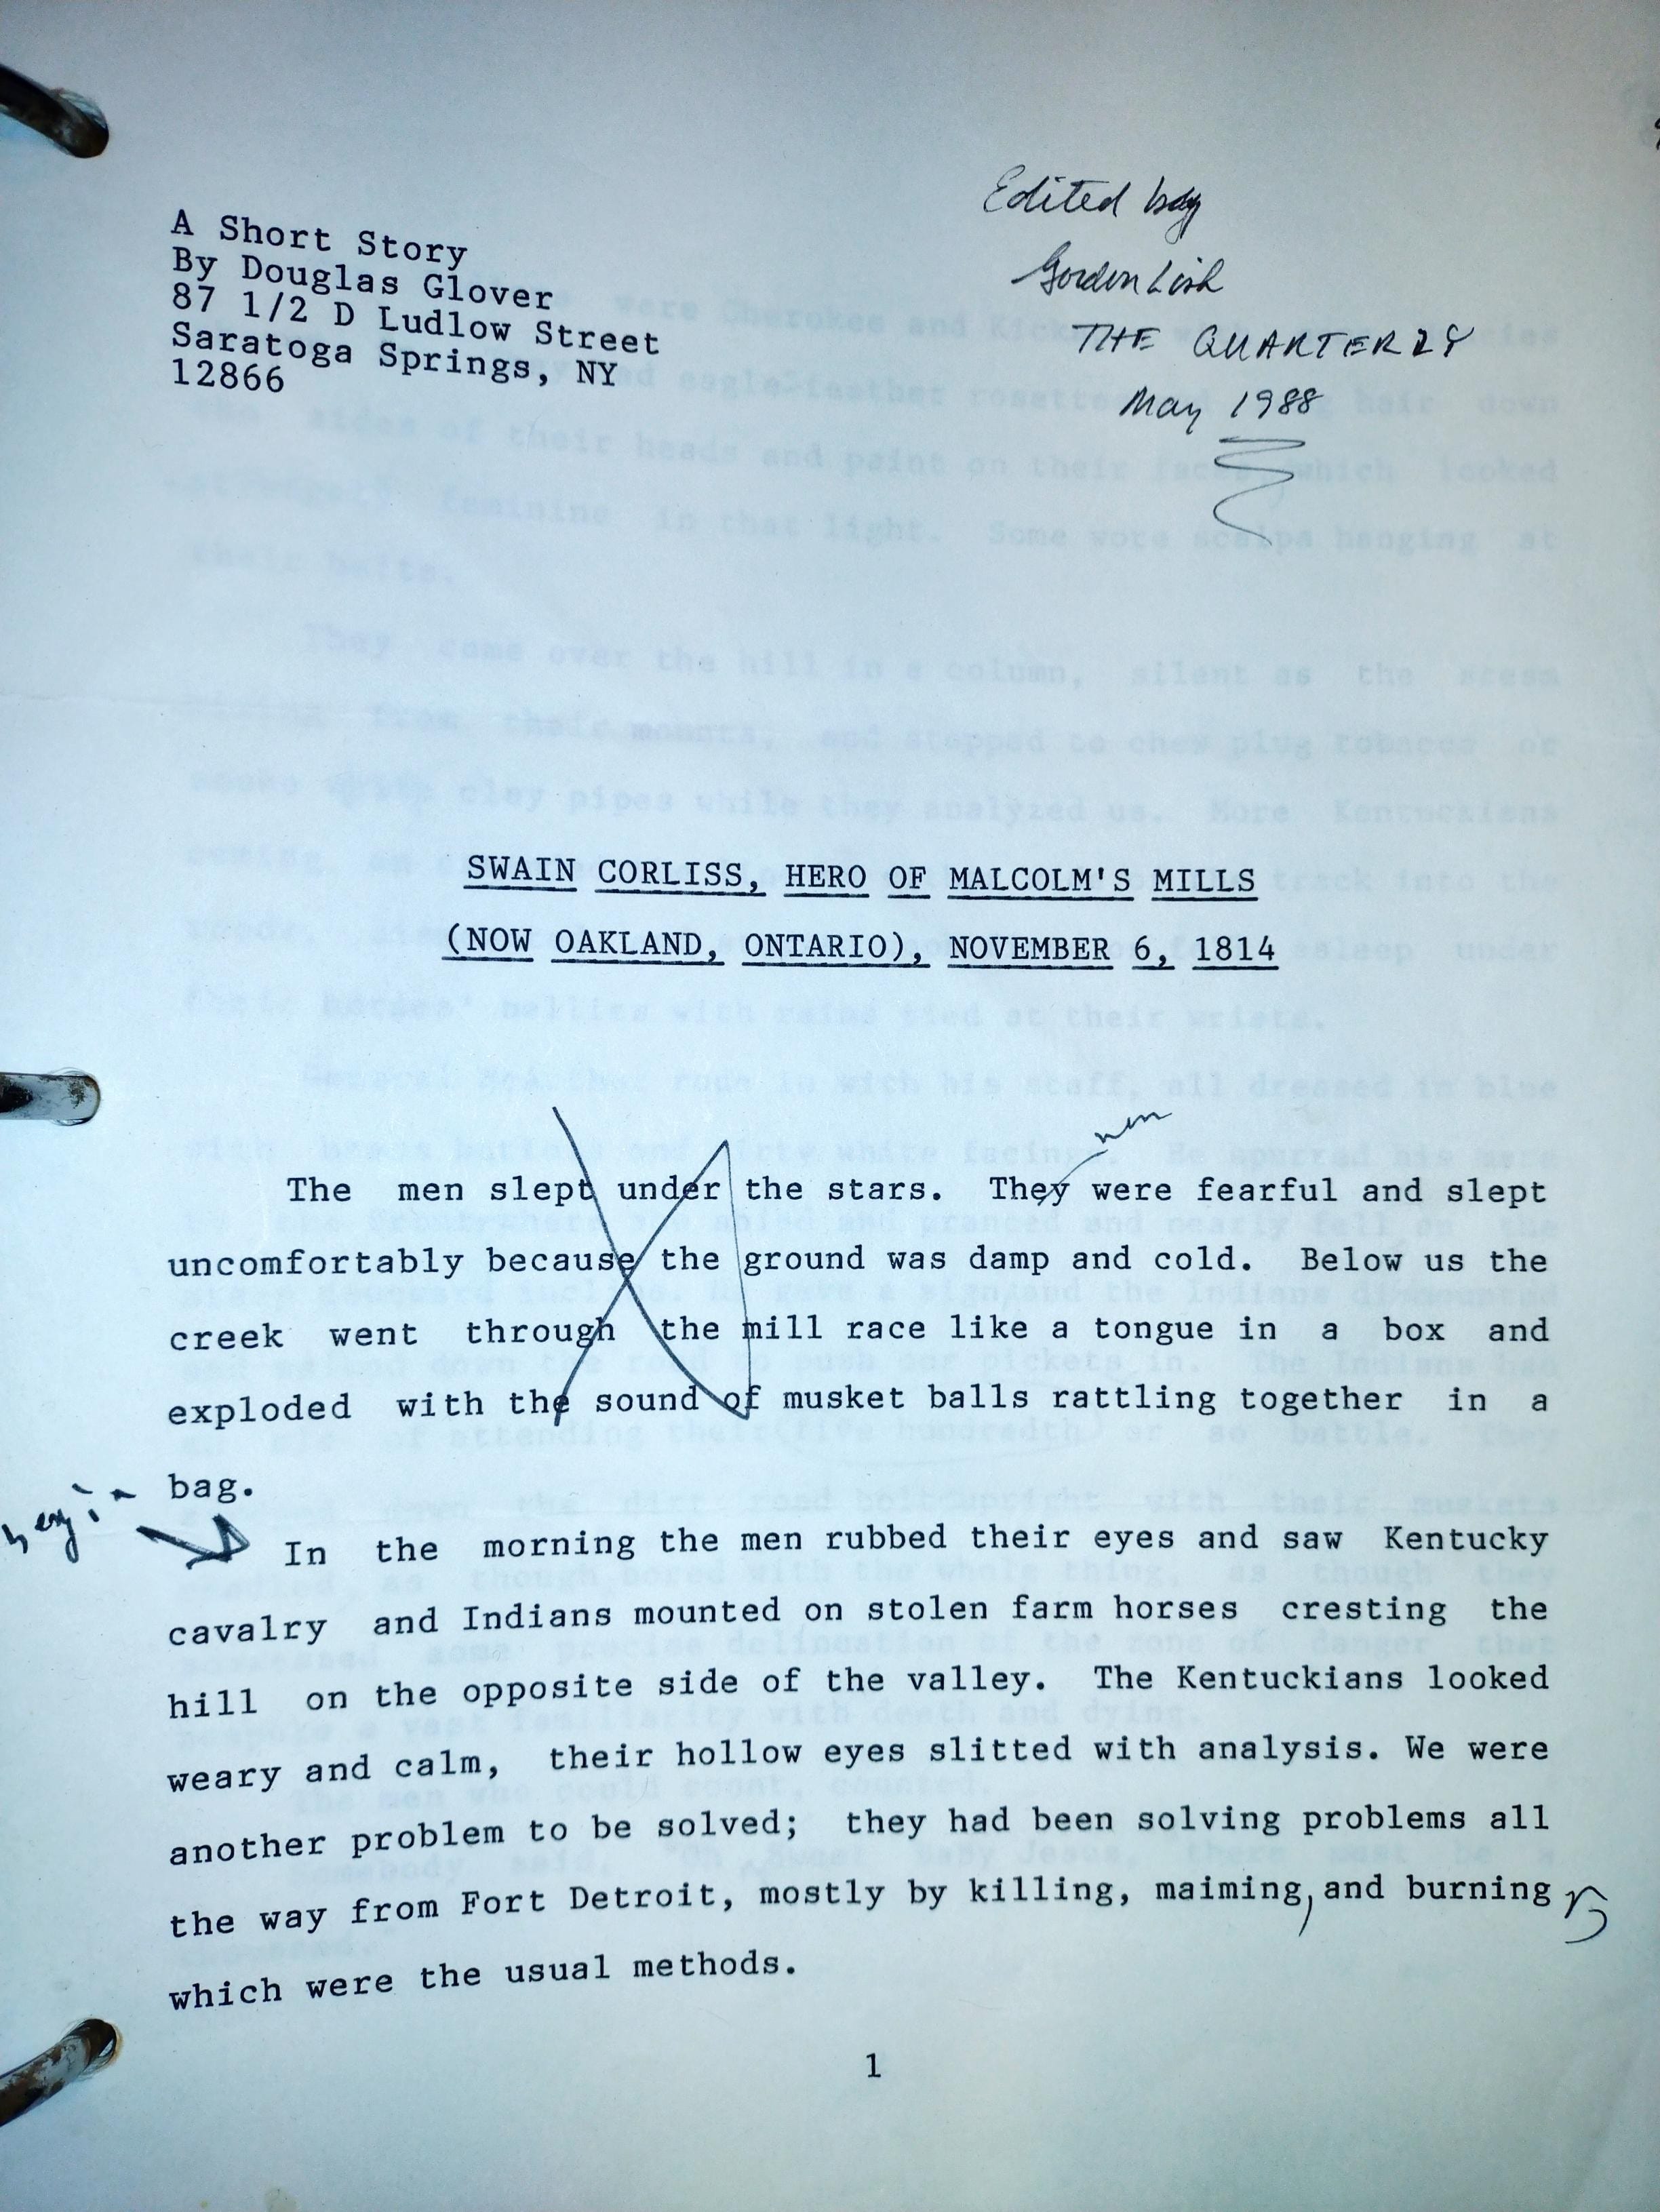 Edited by
Gordon Lish
THE QUARTERLY
May 1988
A Short Story
By Douglas Glover
87 1/2 D Ludlow Street
Saratoga Springs, NY
12866
SWAIN CORLISS, HERO OF MALCOLM'S MILLS
(NOW OAKLAND, ONTARIO), NOVEMBER 6, 1814
men
The men slept under the stars. They were fearful and slept
uncomfortably because the ground was damp and cold. Below us the
creek went through the mill race like a tongue in a box and
exploded with the sound of musket balls rattling together in a
bag.
begin
In the morning the men rubbed their eyes and saw Kentucky
cavalry and Indians mounted on stolen farm horses cresting the
hill on the opposite side of the valley. The Kentuckians looked
weary and calm, their hollow eyes slitted with analysis. We were
another problem to be solved; they had been solving problems all
the way from Fort Detroit, mostly by killing, maiming, and burning
which were the usual methods.
1